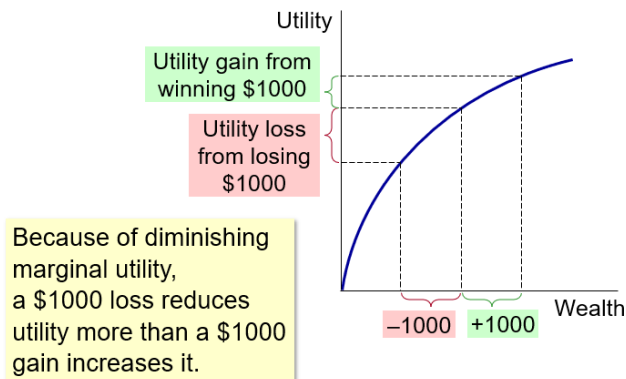 Utility
Utility gain from
winning $1000
Utility loss
from losing
$1000
Because of diminishing
marginal utility,
a $1000 loss reduces
utility more than a $1000
gain increases it.
Wealth
–1000
+1000